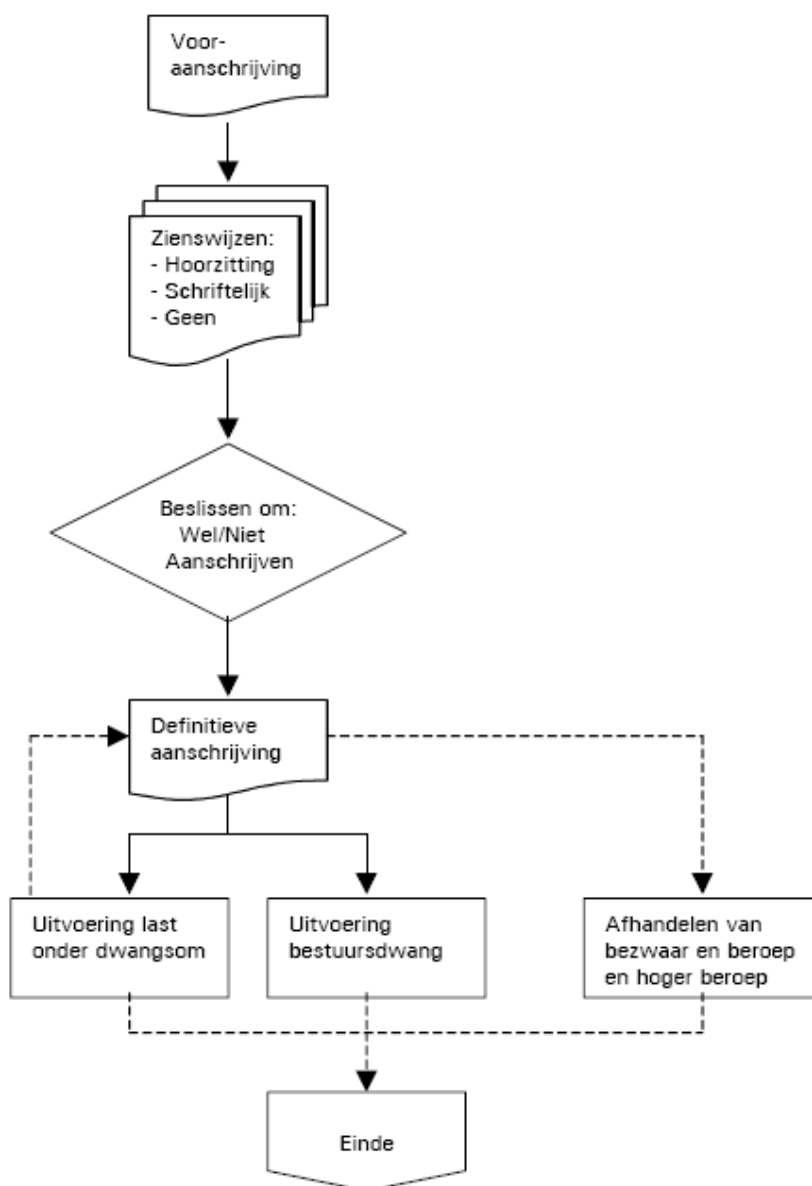 Voor-
aanschrijving
Zienswijzen:
- Hoorzitting
- Schriftelijk
- Geen
Beslissen om:
Wel/Niet
Aanschrijven
Definitieve
aanschrijving
Uitvoering last
onder dwangsom
Uitvoering
bestuursdwang
Afhandelen van
bezwaar en beroep
en hoger beroep
Einde